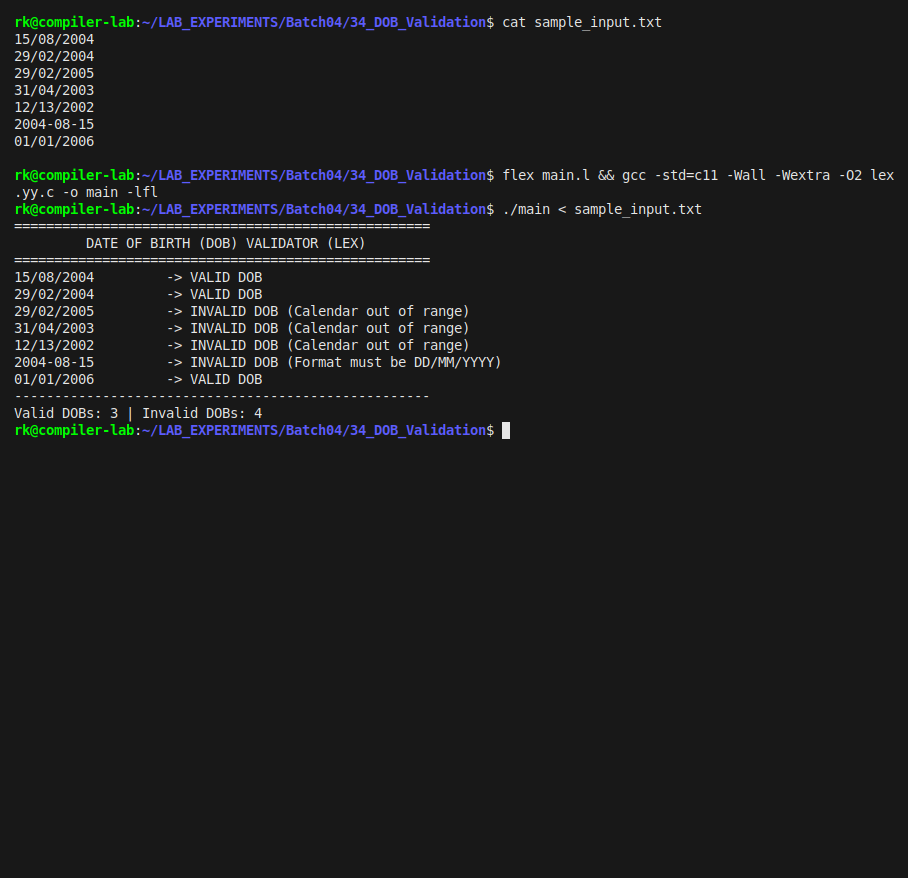 rk@compiler-lab:~/LAB_EXPERIMENTS/Batch04/34_DOB_Validation$ cat sample_input.txt
15/08/2004
29/02/2004
29/02/2005
31/04/2003
12/13/2002
2004-08-15
01/01/2006
rk@compiler-lab:~/LAB_EXPERIMENTS/Batch04/34_DOB_Validation$ flex main.l && gcc -std=c11 -Wall -Wextra -O2 lex
.yy.c -o main -lfl
rk@compiler-lab:~/LAB_EXPERIMENTS/Batch04/34_DOB_Validation$ ./main < sample_input.txt
====================================================
         DATE OF BIRTH (DOB) VALIDATOR (LEX)
====================================================
15/08/2004         -> VALID DOB
29/02/2004         -> VALID DOB
29/02/2005         -> INVALID DOB (Calendar out of range)
31/04/2003         -> INVALID DOB (Calendar out of range)
12/13/2002         -> INVALID DOB (Calendar out of range)
2004-08-15         -> INVALID DOB (Format must be DD/MM/YYYY)
01/01/2006         -> VALID DOB
----------------------------------------------------
Valid DOBs: 3 | Invalid DOBs: 4
rk@compiler-lab:~/LAB_EXPERIMENTS/Batch04/34_DOB_Validation$